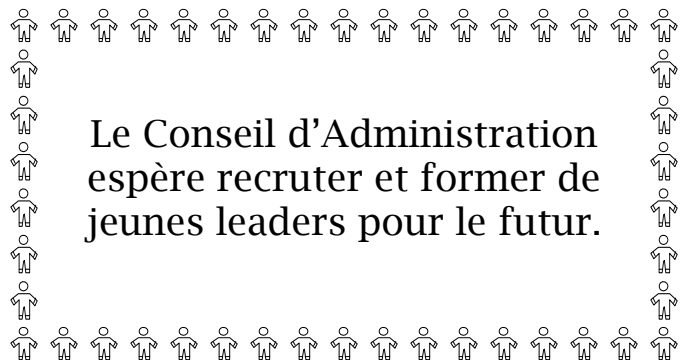 Le Conseil d’Administration
espère recruter et former de
jeunes leaders pour le futur.